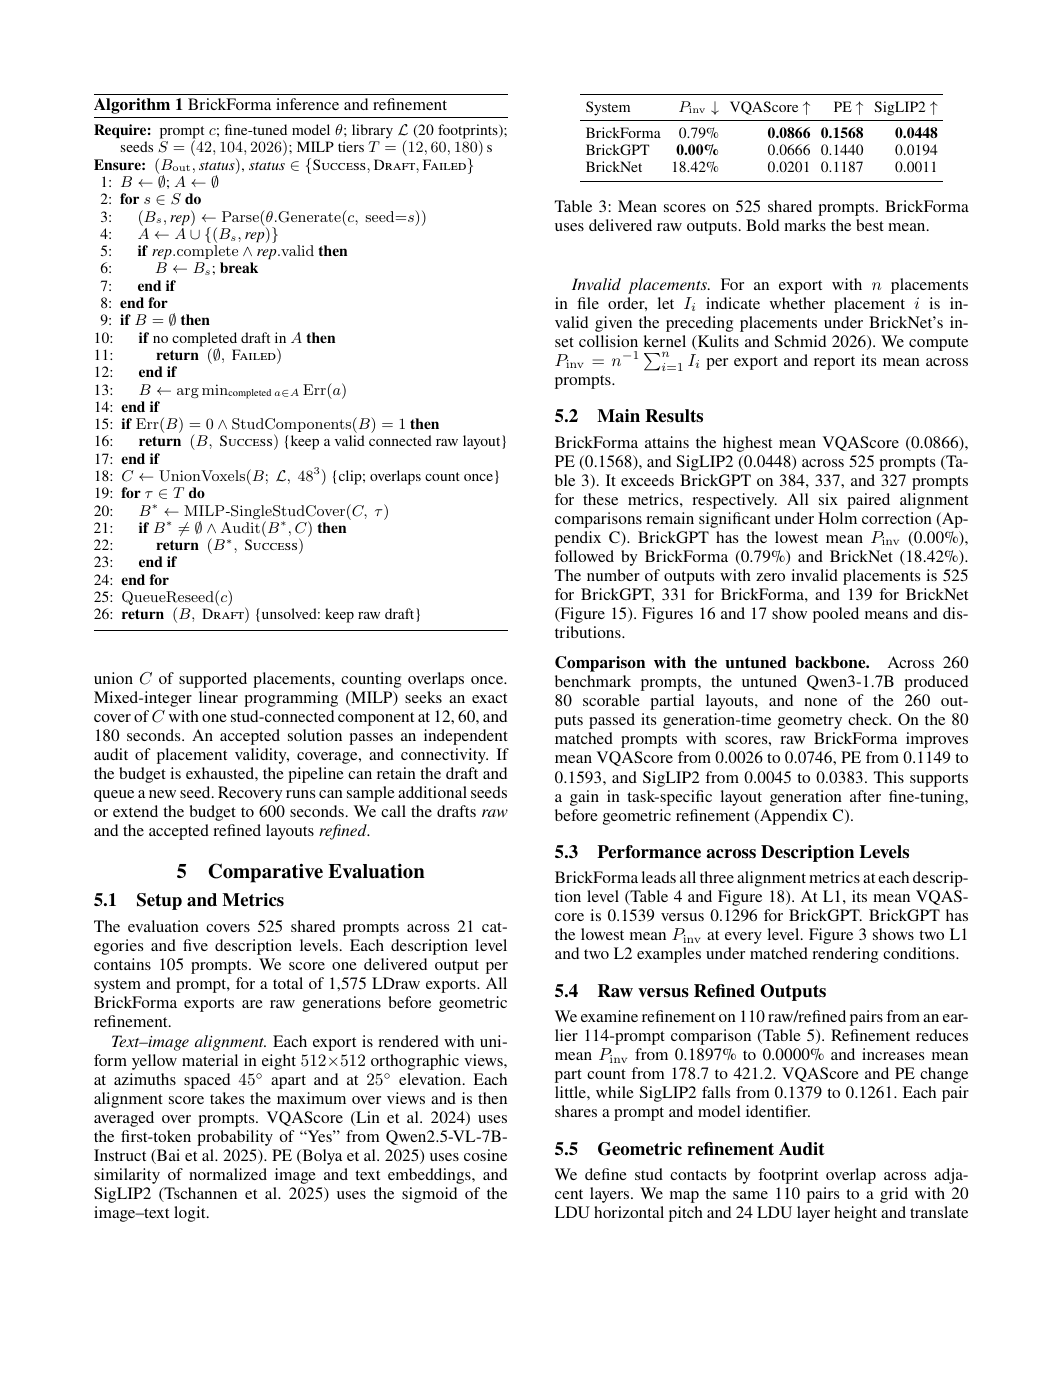 Algorithm 1 BrickForma inference and refinement
Require: prompt c; fine-tuned model θ; library ℒ (20 footprints);
seeds S = (42, 104, 2026); MILP tiers T = (12, 60, 180) s
Ensure: (B_out, status), status ∈ {Success, Draft, Failed}
1: B ← ∅; A ← ∅
2: for s ∈ S do
3: (B_s, rep) ← Parse(θ.Generate(c, seed=s))
4: A ← A ∪ {(B_s, rep)}
5: if rep.complete ∧ rep.valid then
6: B ← B_s; break
7: end if
8: end for
9: if B = ∅ then
10: if no completed draft in A then
11: return (∅, Failed)
12: end if
13: B ← arg min_{completed a∈A} Err(a)
14: end if
15: if Err(B) = 0 ∧ StudComponents(B) = 1 then
16: return (B, Success) {keep a valid connected raw layout}
17: end if
18: C ← UnionVoxels(B; ℒ, 48³) {clip; overlaps count once}
19: for τ ∈ T do
20: B* ← MILP-SingleStudCover(C, τ)
21: if B* ≠ ∅ ∧ Audit(B*, C) then
22: return (B*, Success)
23: end if
24: end for
25: QueueReseed(c)
26: return (B, Draft) {unsolved: keep raw draft}
union C of supported placements, counting overlaps once.
Mixed-integer linear programming (MILP) seeks an exact
cover of C with one stud-connected component at 12, 60, and
180 seconds. An accepted solution passes an independent
audit of placement validity, coverage, and connectivity. If
the budget is exhausted, the pipeline can retain the draft and
queue a new seed. Recovery runs can sample additional seeds
or extend the budget to 600 seconds. We call the drafts raw
and the accepted refined layouts refined.
5 Comparative Evaluation
5.1 Setup and Metrics
The evaluation covers 525 shared prompts across 21 cat-
egories and five description levels. Each description level
contains 105 prompts. We score one delivered output per
system and prompt, for a total of 1,575 LDraw exports. All
BrickForma exports are raw generations before geometric
refinement.
Text–image alignment. Each export is rendered with uni-
form yellow material in eight 512×512 orthographic views,
at azimuths spaced 45° apart and at 25° elevation. Each
alignment score takes the maximum over views and is then
averaged over prompts. VQAScore (Lin et al. 2024) uses
the first-token probability of “Yes” from Qwen2.5-VL-7B-
Instruct (Bai et al. 2025). PE (Bolya et al. 2025) uses cosine
similarity of normalized image and text embeddings, and
SigLIP2 (Tschannen et al. 2025) uses the sigmoid of the
image–text logit.
System P_inv ↓ VQAScore ↑ PE ↑ SigLIP2 ↑
BrickForma 0.79% 0.0866 0.1568 0.0448
BrickGPT 0.00% 0.0666 0.1440 0.0194
BrickNet 18.42% 0.0201 0.1187 0.0011
Table 3: Mean scores on 525 shared prompts. BrickForma
uses delivered raw outputs. Bold marks the best mean.
Invalid placements. For an export with n placements
in file order, let I_i indicate whether placement i is in-
valid given the preceding placements under BrickNet’s in-
set collision kernel (Kulits and Schmid 2026). We compute
P_inv = n⁻¹ ∑_{i=1}^{n} I_i per export and report its mean across
prompts.
5.2 Main Results
BrickForma attains the highest mean VQAScore (0.0866),
PE (0.1568), and SigLIP2 (0.0448) across 525 prompts (Ta-
ble 3). It exceeds BrickGPT on 384, 337, and 327 prompts
for these metrics, respectively. All six paired alignment
comparisons remain significant under Holm correction (Ap-
pendix C). BrickGPT has the lowest mean P_inv (0.00%),
followed by BrickForma (0.79%) and BrickNet (18.42%).
The number of outputs with zero invalid placements is 525
for BrickGPT, 331 for BrickForma, and 139 for BrickNet
(Figure 15). Figures 16 and 17 show pooled means and dis-
tributions.
Comparison with the untuned backbone. Across 260
benchmark prompts, the untuned Qwen3-1.7B produced
80 scorable partial layouts, and none of the 260 out-
puts passed its generation-time geometry check. On the 80
matched prompts with scores, raw BrickForma improves
mean VQAScore from 0.0026 to 0.0746, PE from 0.1149 to
0.1593, and SigLIP2 from 0.0045 to 0.0383. This supports
a gain in task-specific layout generation after fine-tuning,
before geometric refinement (Appendix C).
5.3 Performance across Description Levels
BrickForma leads all three alignment metrics at each descrip-
tion level (Table 4 and Figure 18). At L1, its mean VQAS-
core is 0.1539 versus 0.1296 for BrickGPT. BrickGPT has
the lowest mean P_inv at every level. Figure 3 shows two L1
and two L2 examples under matched rendering conditions.
5.4 Raw versus Refined Outputs
We examine refinement on 110 raw/refined pairs from an ear-
lier 114-prompt comparison (Table 5). Refinement reduces
mean P_inv from 0.1897% to 0.0000% and increases mean
part count from 178.7 to 421.2. VQAScore and PE change
little, while SigLIP2 falls from 0.1379 to 0.1261. Each pair
shares a prompt and model identifier.
5.5 Geometric refinement Audit
We define stud contacts by footprint overlap across adja-
cent layers. We map the same 110 pairs to a grid with 20
LDU horizontal pitch and 24 LDU layer height and translate